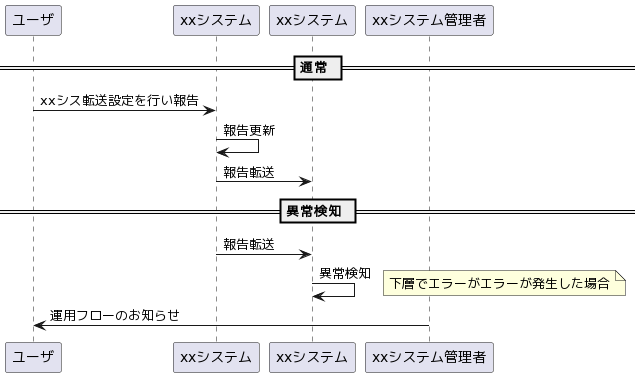 ユーザ
xxシステム
xxシステム
xxシステム管理者
通常
xxシス転送設定を行い報告
報告更新
報告転送
異常検知
報告転送
異常検知
下層でエラーがエラーが発生した場合
運用フローのお知らせ
ユーザ
xxシステム
xxシステム
xxシステム管理者